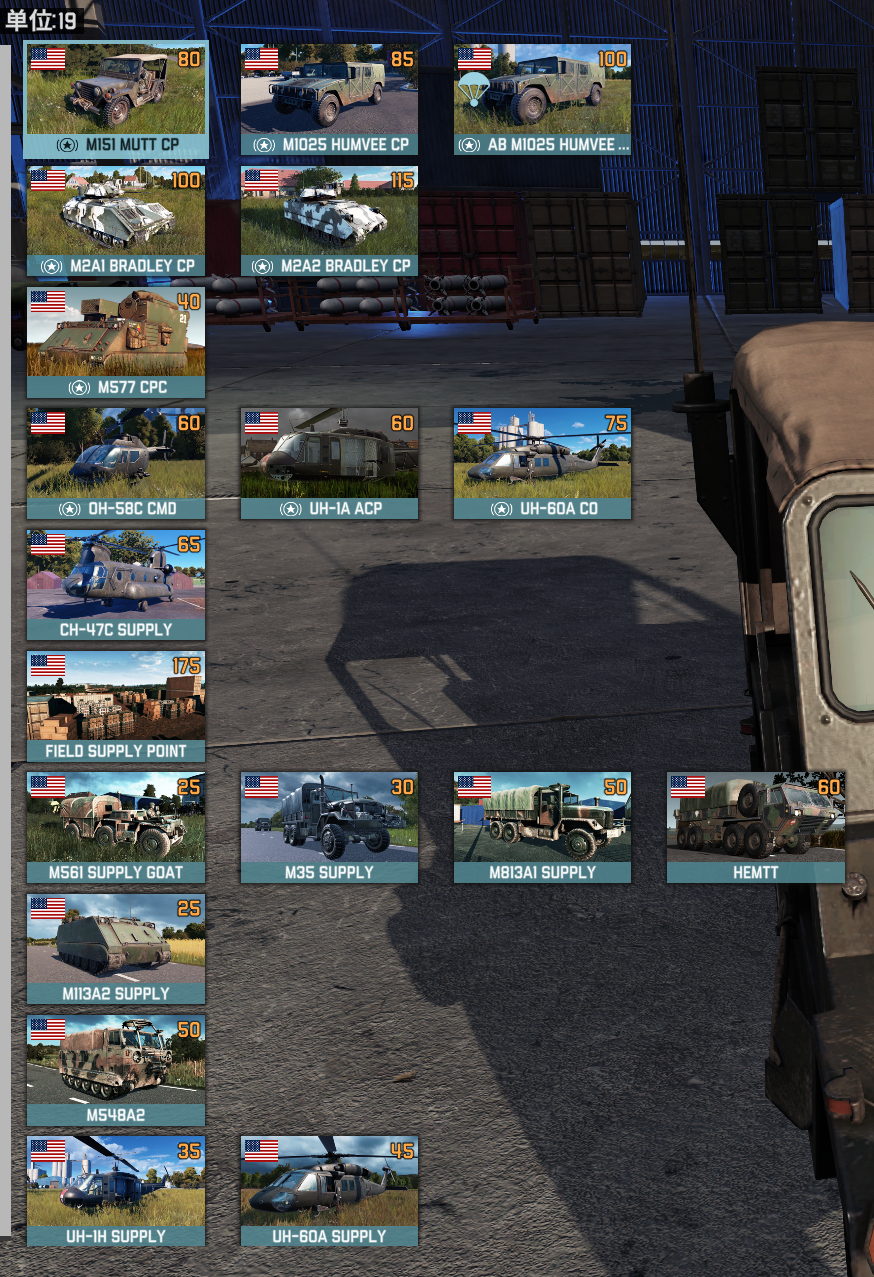 单位:19
80
M151 MUTT CP
85
M1025 HUMVEE CP
100
AB M1025 HUMVEE ...
100
M2A1 BRADLEY CP
115
M2A2 BRADLEY CP
40
M577 CPC
60
OH-58C CMD
60
UH-1A ACP
75
UH-60A CO
65
CH-47C SUPPLY
175
FIELD SUPPLY POINT
25
M561 SUPPLY GOAT
30
M35 SUPPLY
50
M813A1 SUPPLY
60
HEMTT
25
M113A2 SUPPLY
50
M548A2
35
UH-1H SUPPLY
45
UH-60A SUPPLY